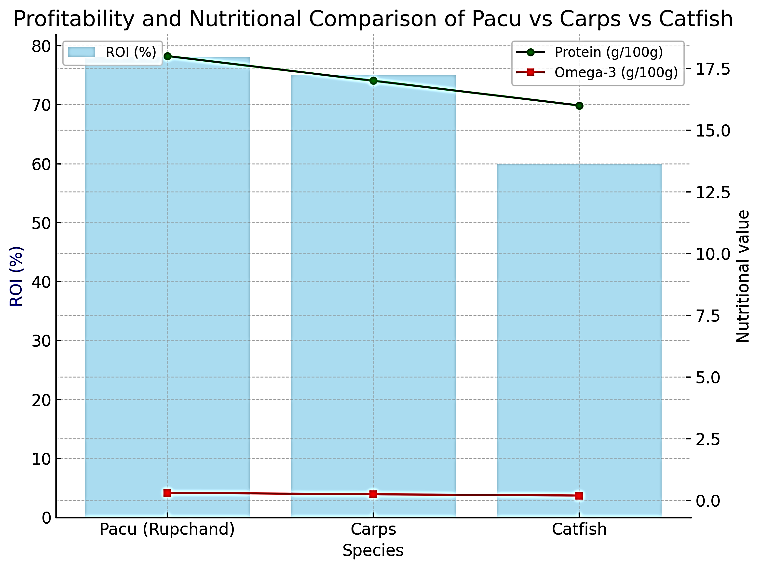 Profitability and Nutritional Comparison of Pacu vs Carps vs Catfish
ROI (%)
Protein (g/100g)
Omega-3 (g/100g)
80
70
60
50
40
30
20
10
0
ROI (%)
17.5
15.0
12.5
10.0
7.5
5.0
2.5
0.0
Nutritional value
Pacu (Rupchand)
Carps
Catfish
Species